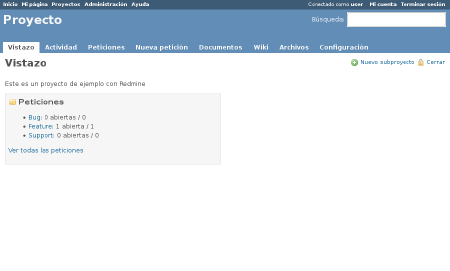 Inicio Mi página Proyectos Administración Ayuda Conectado como user Mi cuenta Terminar sesión
Proyecto Búsqueda:
Vistazo Actividad Peticiones Nueva petición Documentos Wiki Archivos Configuración
Vistazo Nuevo subproyecto Cerrar
Este es un proyecto de ejemplo con Redmine
Peticiones
• Bug: 0 abiertas / 0
• Feature: 1 abierta / 1
• Support: 0 abiertas / 0
Ver todas las peticiones